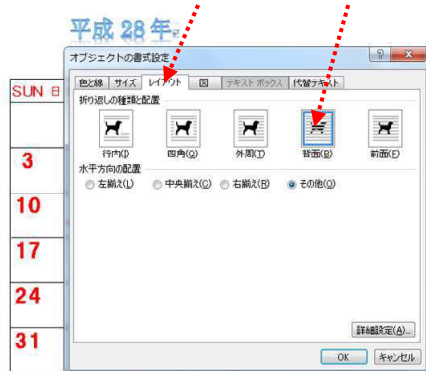 平成 28 年
オブジェクトの書式設定
色と線 サイズ レイアウト 図 テキスト ボックス 代替テキスト
折り返しの種類と配置
行内(I) 四角(Q) 外周(T) 背面(B) 前面(F)
水平方向の配置
左揃え(L) 中央揃え(C) 右揃え(R) その他(O)
SUN 日
3
10
17
24
31
詳細設定(A)...
OK キャンセル